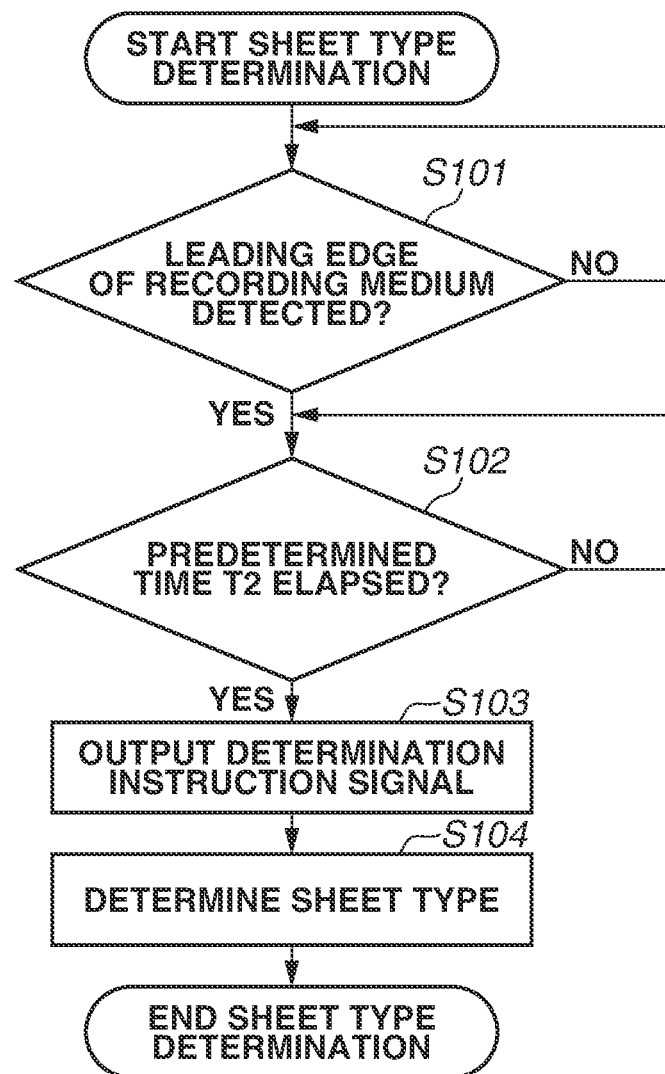 START SHEET TYPE
DETERMINATION
S101
LEADING EDGE
OF RECORDING MEDIUM
DETECTED?
NO
YES
S102
PREDETERMINED
TIME T2 ELAPSED?
NO
YES
S103
OUTPUT DETERMINATION
INSTRUCTION SIGNAL
S104
DETERMINE SHEET TYPE
END SHEET TYPE
DETERMINATION